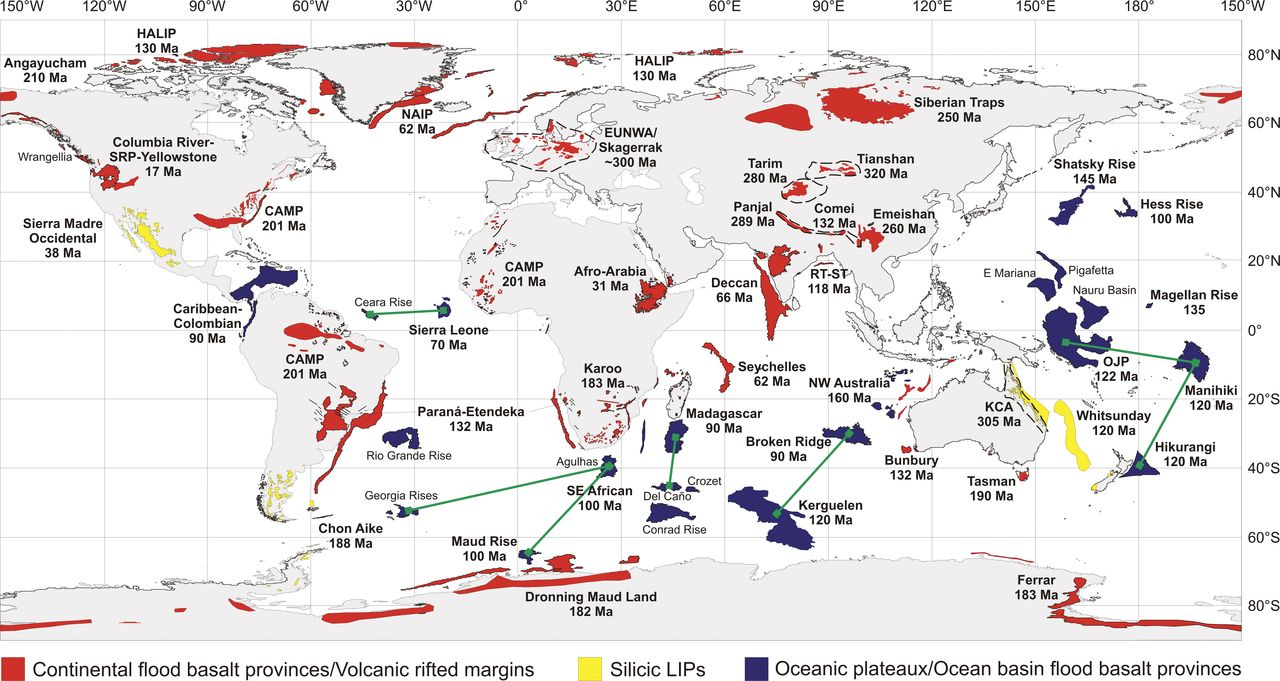 150°W 120°W 90°W 60°W 30°W 0° 30°E 60°E 90°E 120°E 150°E 180° 150°W
80°N
60°N
40°N
20°N
0°
20°S
40°S
60°S
80°S
HALIP
130 Ma
Angayucham
210 Ma
HALIP
130 Ma
NAIP
62 Ma
Siberian Traps
250 Ma
Wrangellia
Columbia River-
SRP-Yellowstone
17 Ma
EUNWA/
Skagerrak
~300 Ma
Tarim
280 Ma
Tianshan
320 Ma
Shatsky Rise
145 Ma
Hess Rise
100 Ma
Sierra Madre
Occidental
38 Ma
CAMP
201 Ma
Panjal
289 Ma
Comei
132 Ma
Emeishan
260 Ma
CAMP
201 Ma
Afro-Arabia
31 Ma
Deccan
66 Ma
RT-ST
118 Ma
E Mariana
Pigafetta
Nauru Basin
Magellan Rise
135
Caribbean-
Colombian
90 Ma
Ceara Rise
Sierra Leone
70 Ma
CAMP
201 Ma
Karoo
183 Ma
Seychelles
62 Ma
NW Australia
160 Ma
OJP
122 Ma
Manihiki
120 Ma
Paraná-Etendeka
132 Ma
Rio Grande Rise
Madagascar
90 Ma
Broken Ridge
90 Ma
KCA
305 Ma
Whitsunday
120 Ma
Hikurangi
120 Ma
Agulhas
SE African
100 Ma
Del Caño
Crozet
Conrad Rise
Bunbury
132 Ma
Tasman
190 Ma
Georgia Rises
Chon Aike
188 Ma
Maud Rise
100 Ma
Kerguelen
120 Ma
Dronning Maud Land
182 Ma
Ferrar
183 Ma
Continental flood basalt provinces/Volcanic rifted margins
Silicic LIPs
Oceanic plateaux/Ocean basin flood basalt provinces